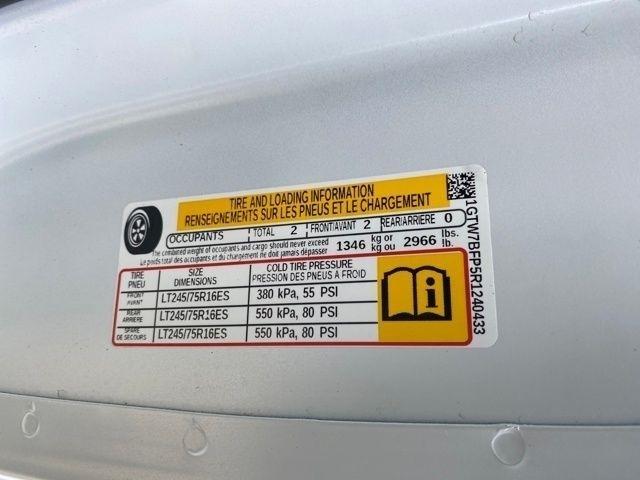 TIRE AND LOADING INFORMATION
RENSEIGNEMENTS SUR LES PNEUS ET LE CHARGEMENT
OCCUPANTS TOTAL 2 FRONT/AVANT 2 REAR/ARRIERE 0
The combined weight of occupants and cargo should never exceed 1346 kg or 2966 lbs.
Le poids total des occupants et du chargement ne doit jamais dépasser kg ou lb.
TIRE SIZE COLD TIRE PRESSURE
PNEU DIMENSIONS PRESSION DES PNEUS A FROID
FRONT
AVANT LT245/75R16ES 380 kPa, 55 PSI
REAR
ARRIERE LT245/75R16ES 550 kPa, 80 PSI
SPARE
DE SECOURS LT245/75R16ES 550 kPa, 80 PSI
1GTW7BFP5R1240433